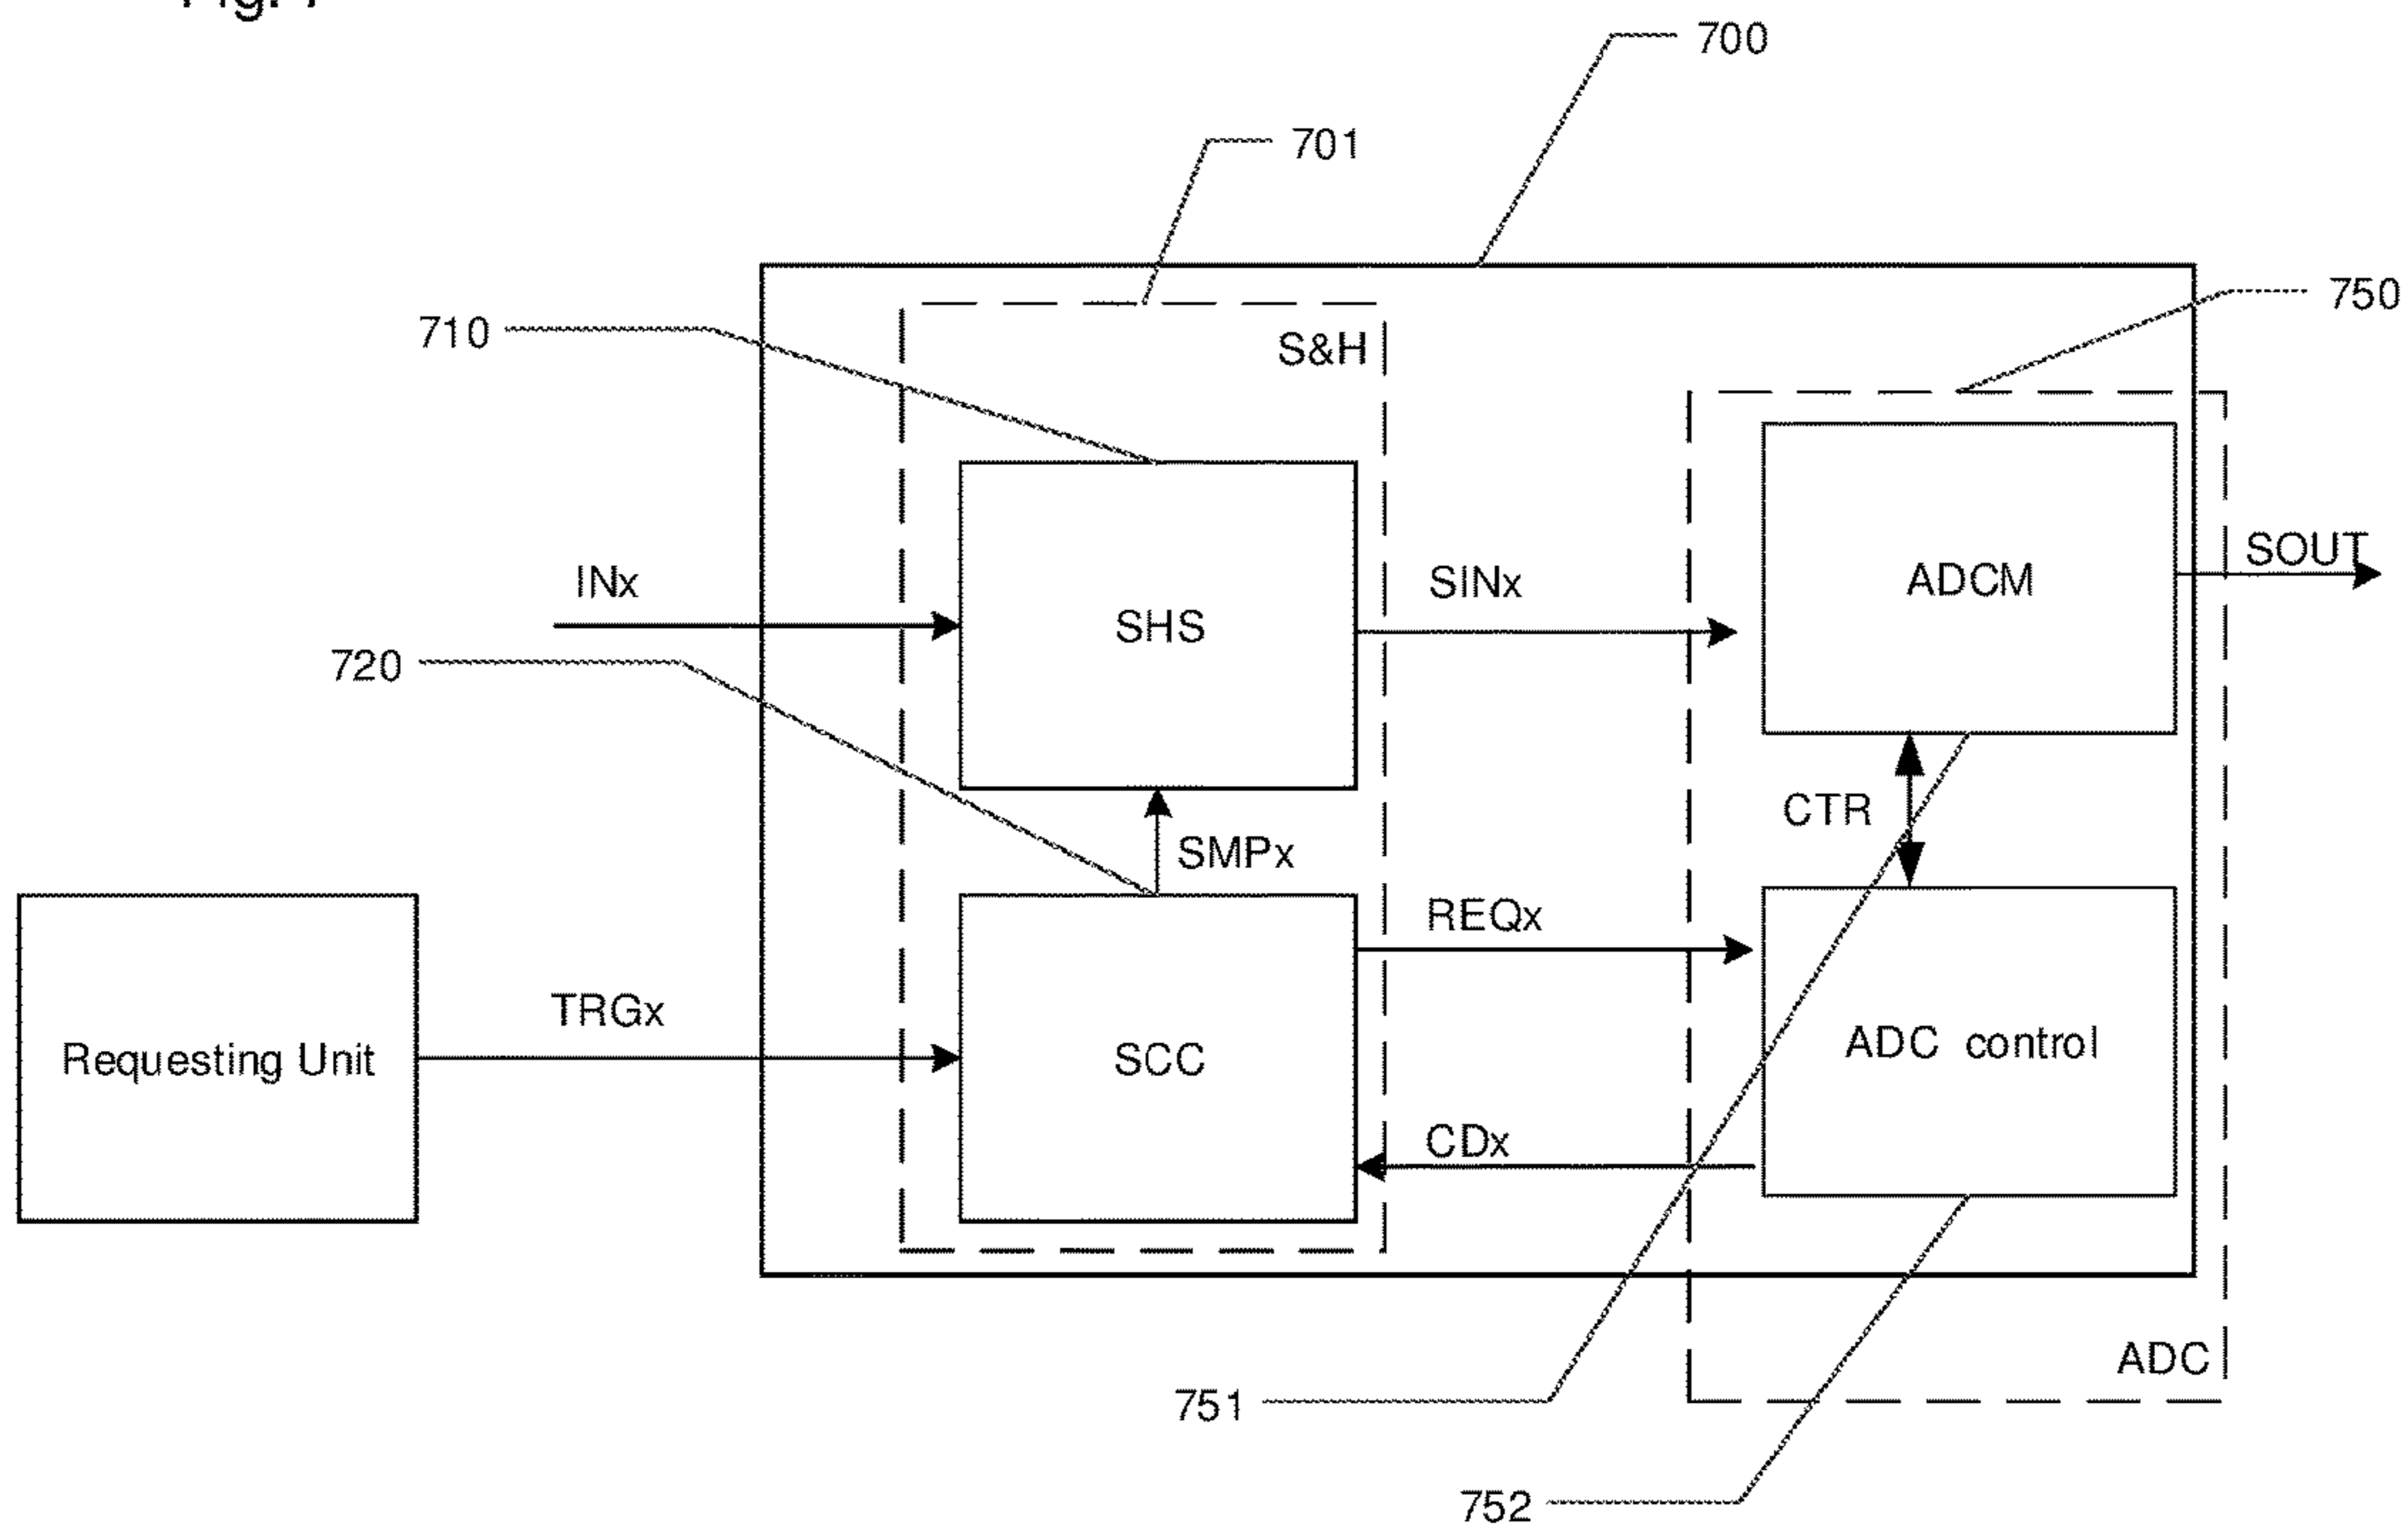 700
701
750
710
S&H
SOUT
ADCM
INx
SINx
SHS
720
CTR
SMPx
REQx
TRGx
ADC control
Requesting Unit
SCC
CDx
ADC
751
752